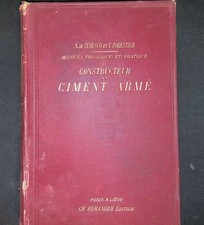 N. de TEDESCO et V. FORESTIER
MANUEL THÉORIQUE ET PRATIQUE
CONSTRUCTEUR
CIMENT ARMÉ
PARIS & LIÈGE
CH. BÉRANGER ÉDITEUR